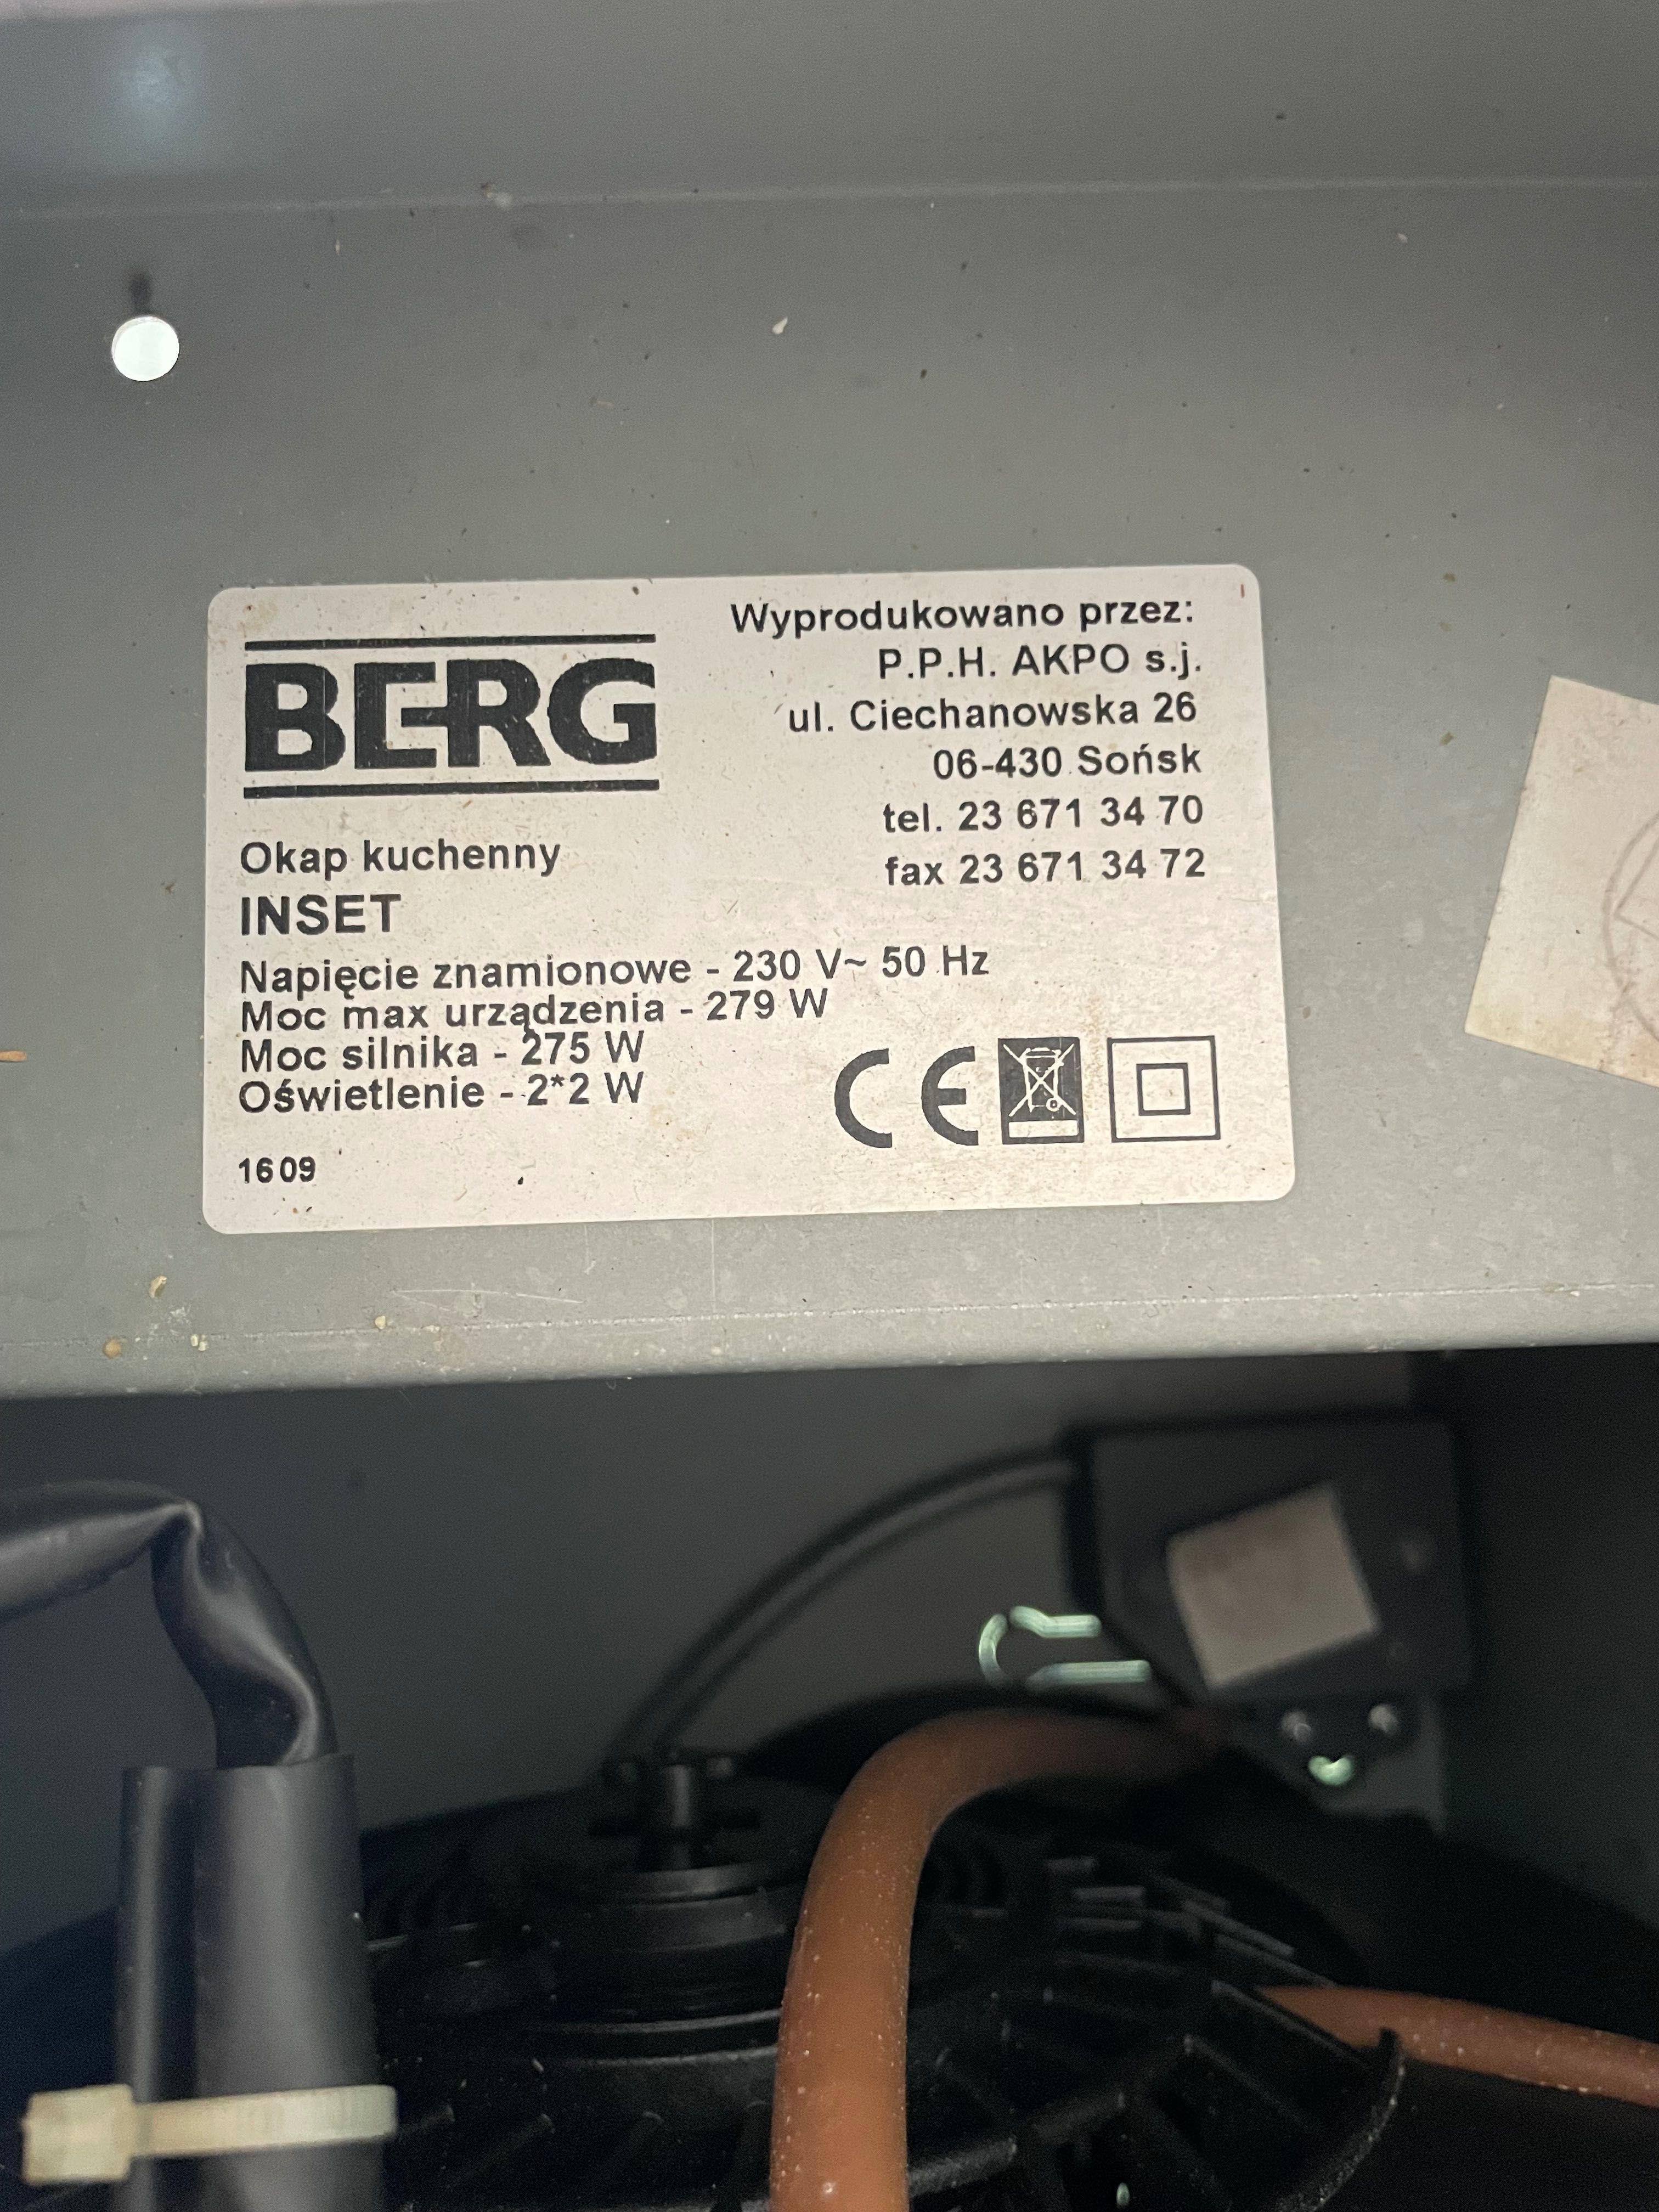 BERG
Wyprodukowano przez:
P.P.H. AKPO s.j.
ul. Ciechanowska 26
06-430 Sońsk
tel. 23 671 34 70
fax 23 671 34 72
Okap kuchenny
INSET
Napięcie znamionowe - 230 V~ 50 Hz
Moc max urządzenia - 279 W
Moc silnika - 275 W
Oświetlenie - 2*2 W
CE
1609